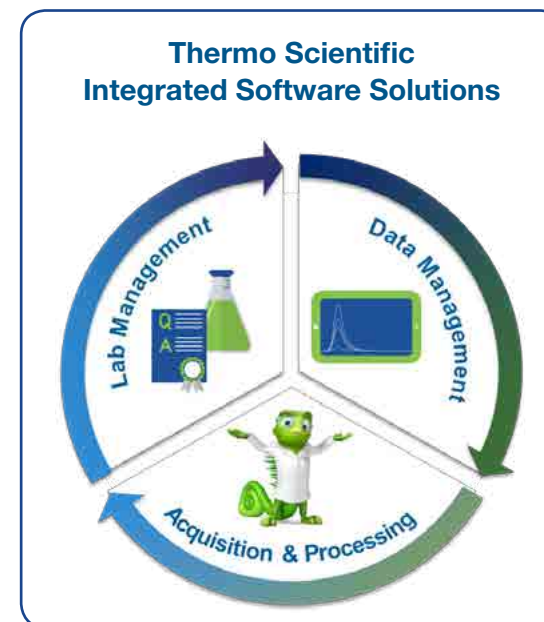 Thermo Scientific
Integrated Software Solutions
Lab Management
Data Management
Q
A
Acquisition & Processing